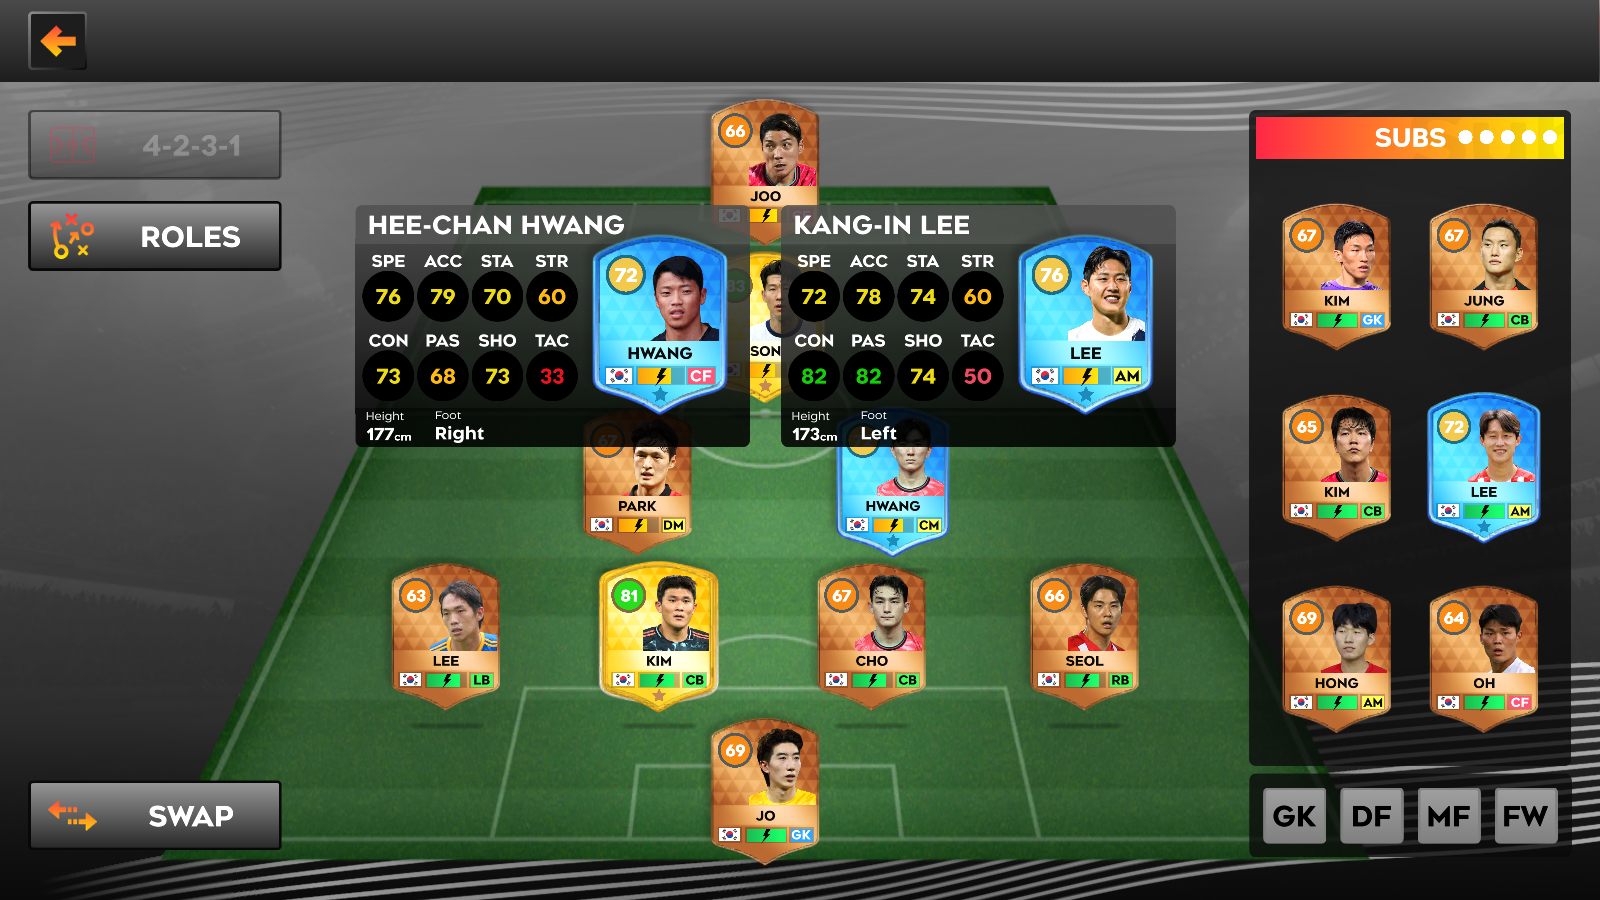 4-2-3-1
ROLES
SWAP
66
JOO
HEE-CHAN HWANG
SPE ACC STA STR
76 79 70 60
CON PAS SHO TAC
73 68 73 33
Height Foot
177cm Right
72
HWANG
CF
83
SON
KANG-IN LEE
SPE ACC STA STR
72 78 74 60
CON PAS SHO TAC
82 82 74 50
Height Foot
173cm Left
76
LEE
AM
67
PARK
DM
HWANG
CM
63
LEE
LB
81
KIM
CB
67
CHO
CB
66
SEOL
RB
69
JO
GK
SUBS
67
KIM
GK
67
JUNG
CB
65
KIM
CB
72
LEE
AM
69
HONG
AM
64
OH
CF
GK DF MF FW